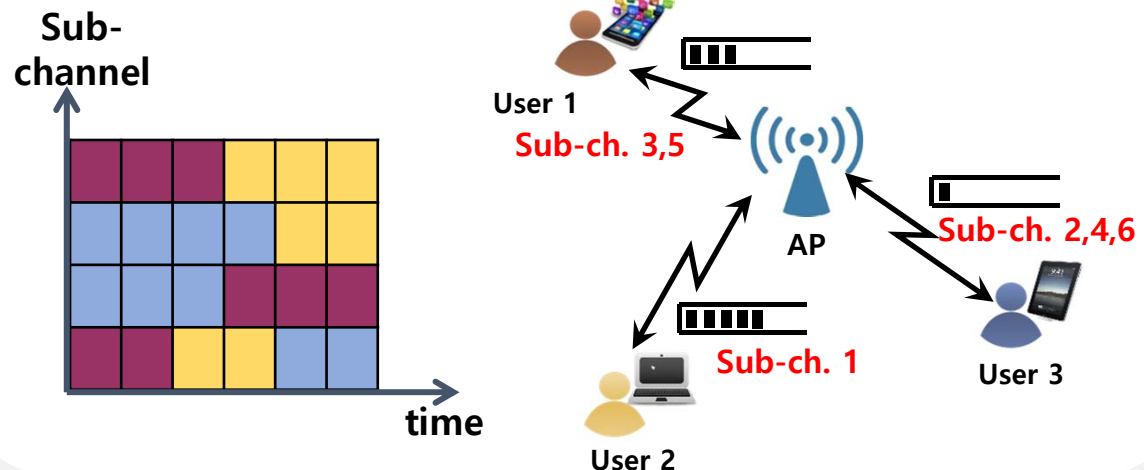 Sub-
channel
time
User 1
Sub-ch. 3,5
AP
Sub-ch. 2,4,6
User 3
Sub-ch. 1
User 2